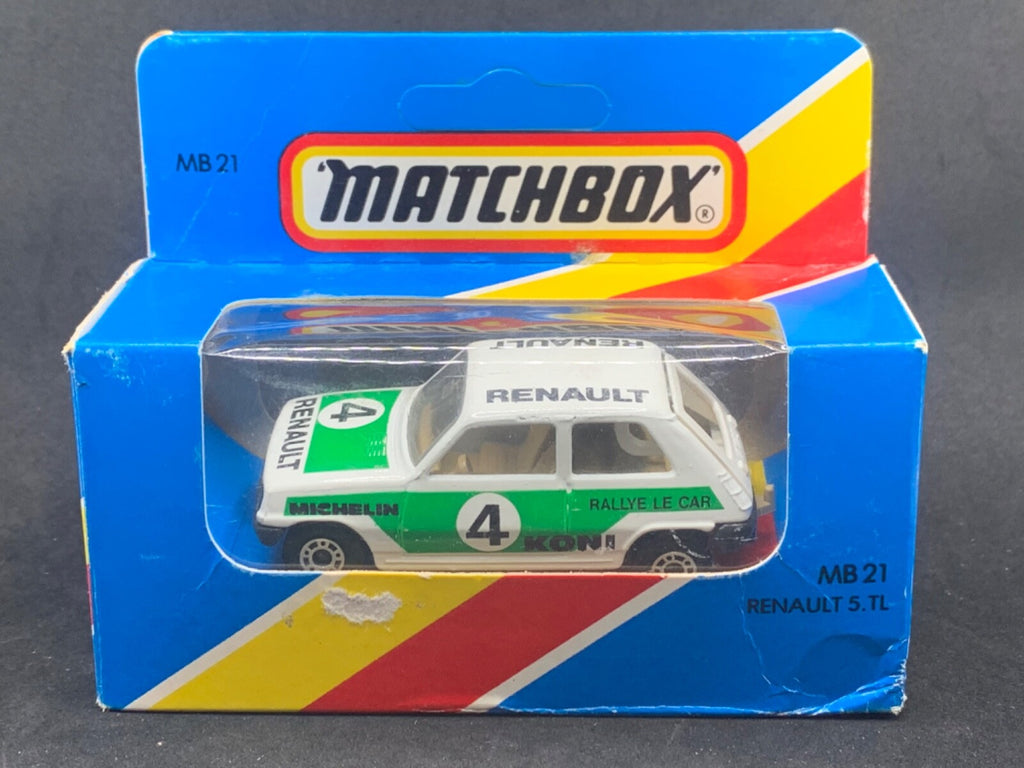 MB 21
'MATCHBOX'®
RENAULT
RENAULT
4
RENAULT
MICHELIN
4
KONI
RALLYE LE CAR
MB 21
RENAULT 5.TL